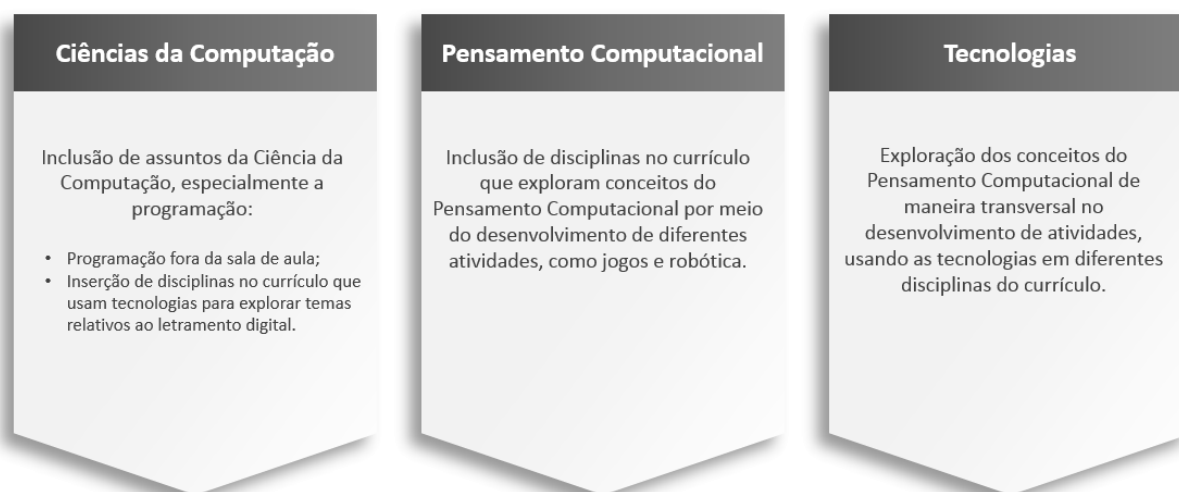 Ciências da Computação
Inclusão de assuntos da Ciência da
Computação, especialmente a
programação:
• Programação fora da sala de aula;
• Inserção de disciplinas no currículo que
usam tecnologias para explorar temas
relativos ao letramento digital.
Pensamento Computacional
Inclusão de disciplinas no currículo
que exploram conceitos do
Pensamento Computacional por meio
do desenvolvimento de diferentes
atividades, como jogos e robótica.
Tecnologias
Exploração dos conceitos do
Pensamento Computacional de
maneira transversal no
desenvolvimento de atividades,
usando as tecnologias em diferentes
disciplinas do currículo.